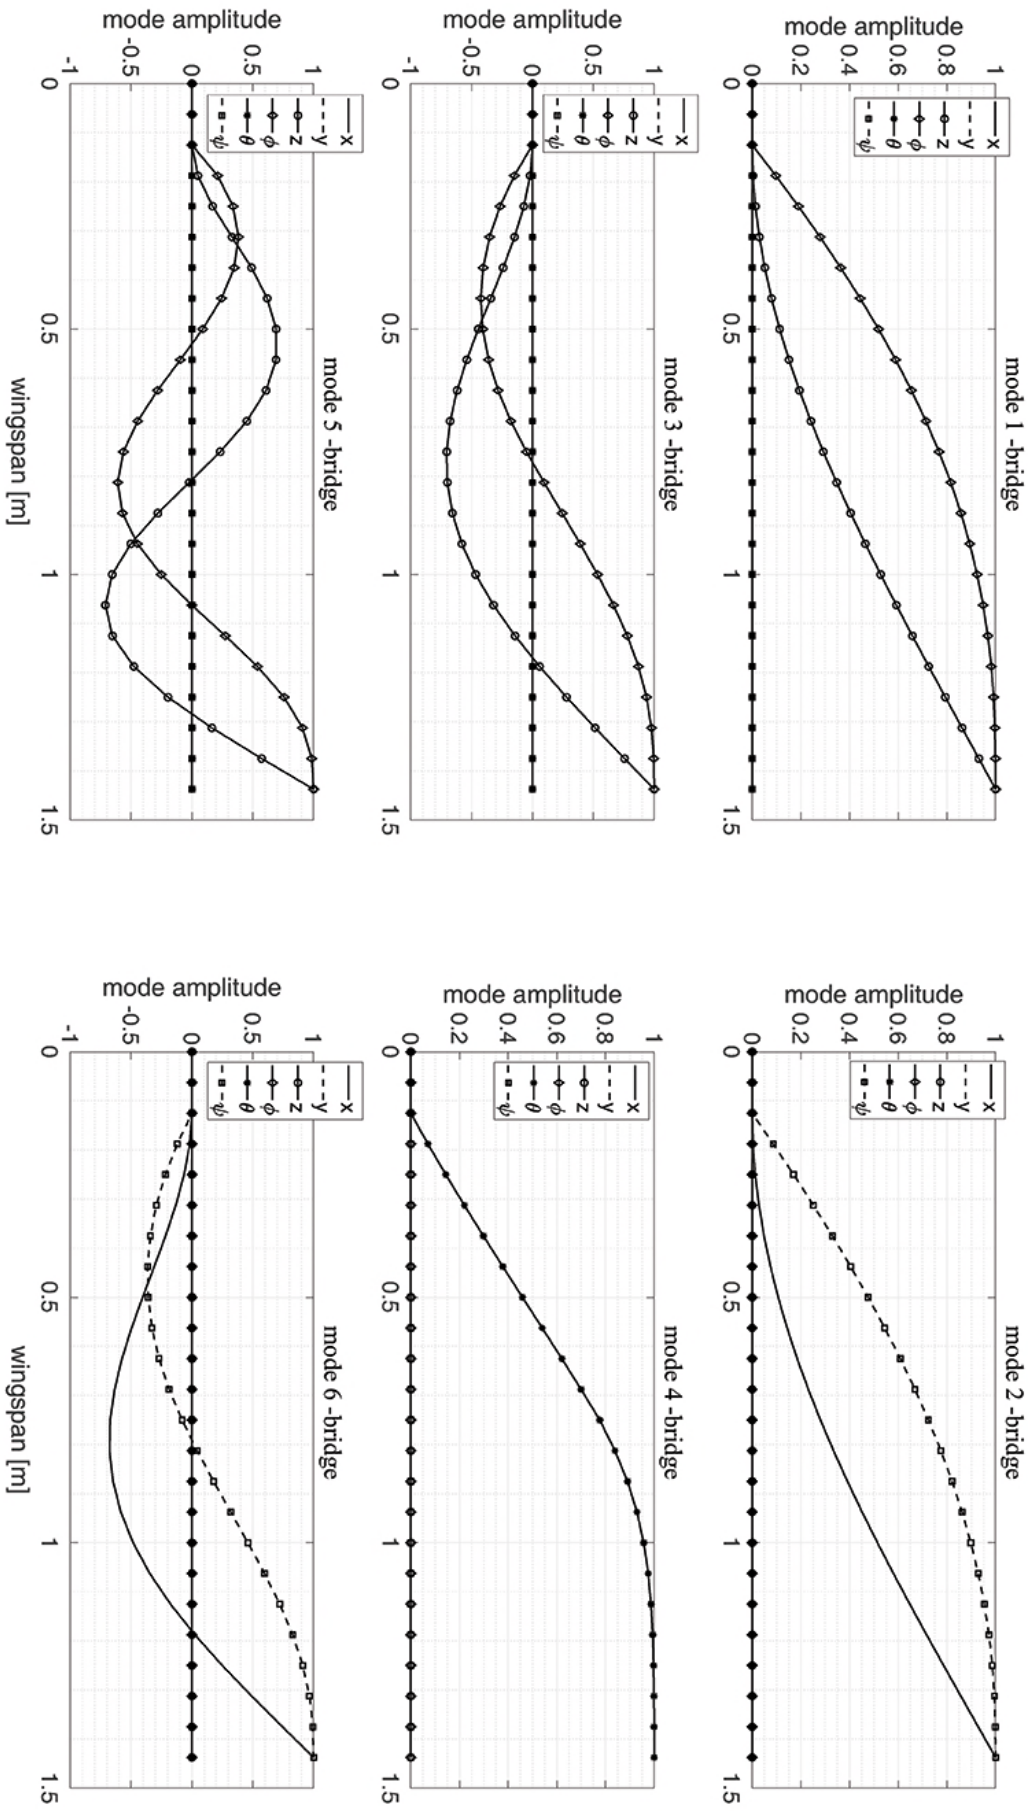 mode 1 -bridge
mode amplitude
1
0.8
0.6
0.4
0.2
0
0
0.5
1
1.5
x
y
z
ϕ
θ
ψ
mode 2 -bridge
mode amplitude
1
0.8
0.6
0.4
0.2
0
0
0.5
1
1.5
x
y
z
ϕ
θ
ψ
mode 3 -bridge
mode amplitude
1
0.5
0
-0.5
-1
0
0.5
1
1.5
x
y
z
ϕ
θ
ψ
mode 4 -bridge
mode amplitude
1
0.8
0.6
0.4
0.2
0
0
0.5
1
1.5
x
y
z
ϕ
θ
ψ
mode 5 -bridge
mode amplitude
1
0.5
0
-0.5
-1
0
0.5
1
1.5
wingspan [m]
x
y
z
ϕ
θ
ψ
mode 6 -bridge
mode amplitude
1
0.5
0
-0.5
-1
0
0.5
1
1.5
wingspan [m]
x
y
z
ϕ
θ
ψ